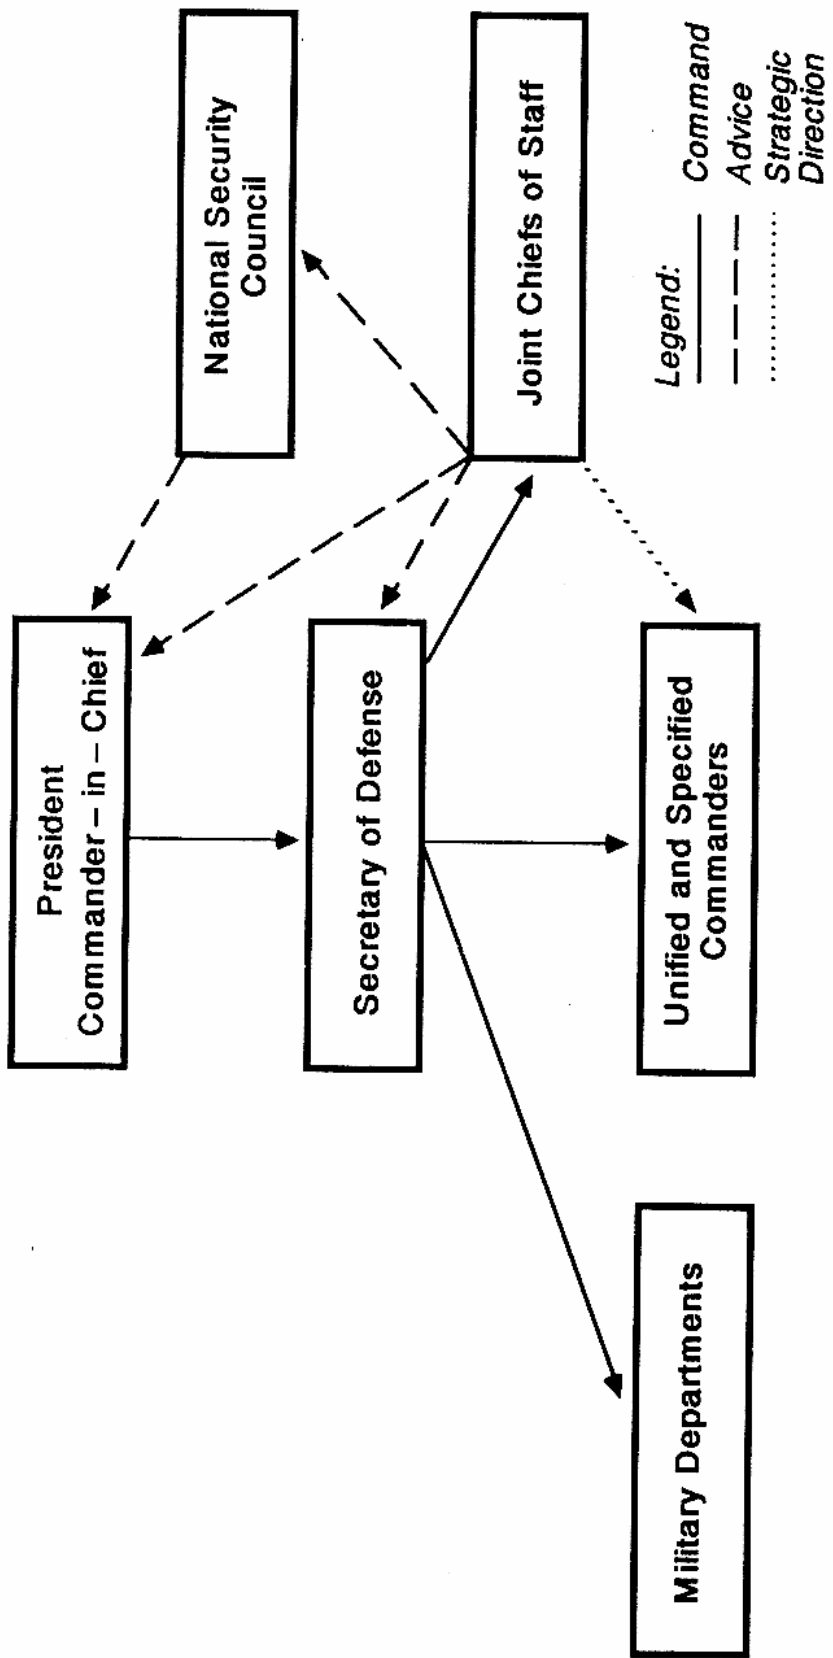 President
Commander – in – Chief
National Security
Council
Secretary of Defense
Joint Chiefs of Staff
Military Departments
Unified and Specified
Commanders
Legend:
Command
Advice
Strategic
Direction